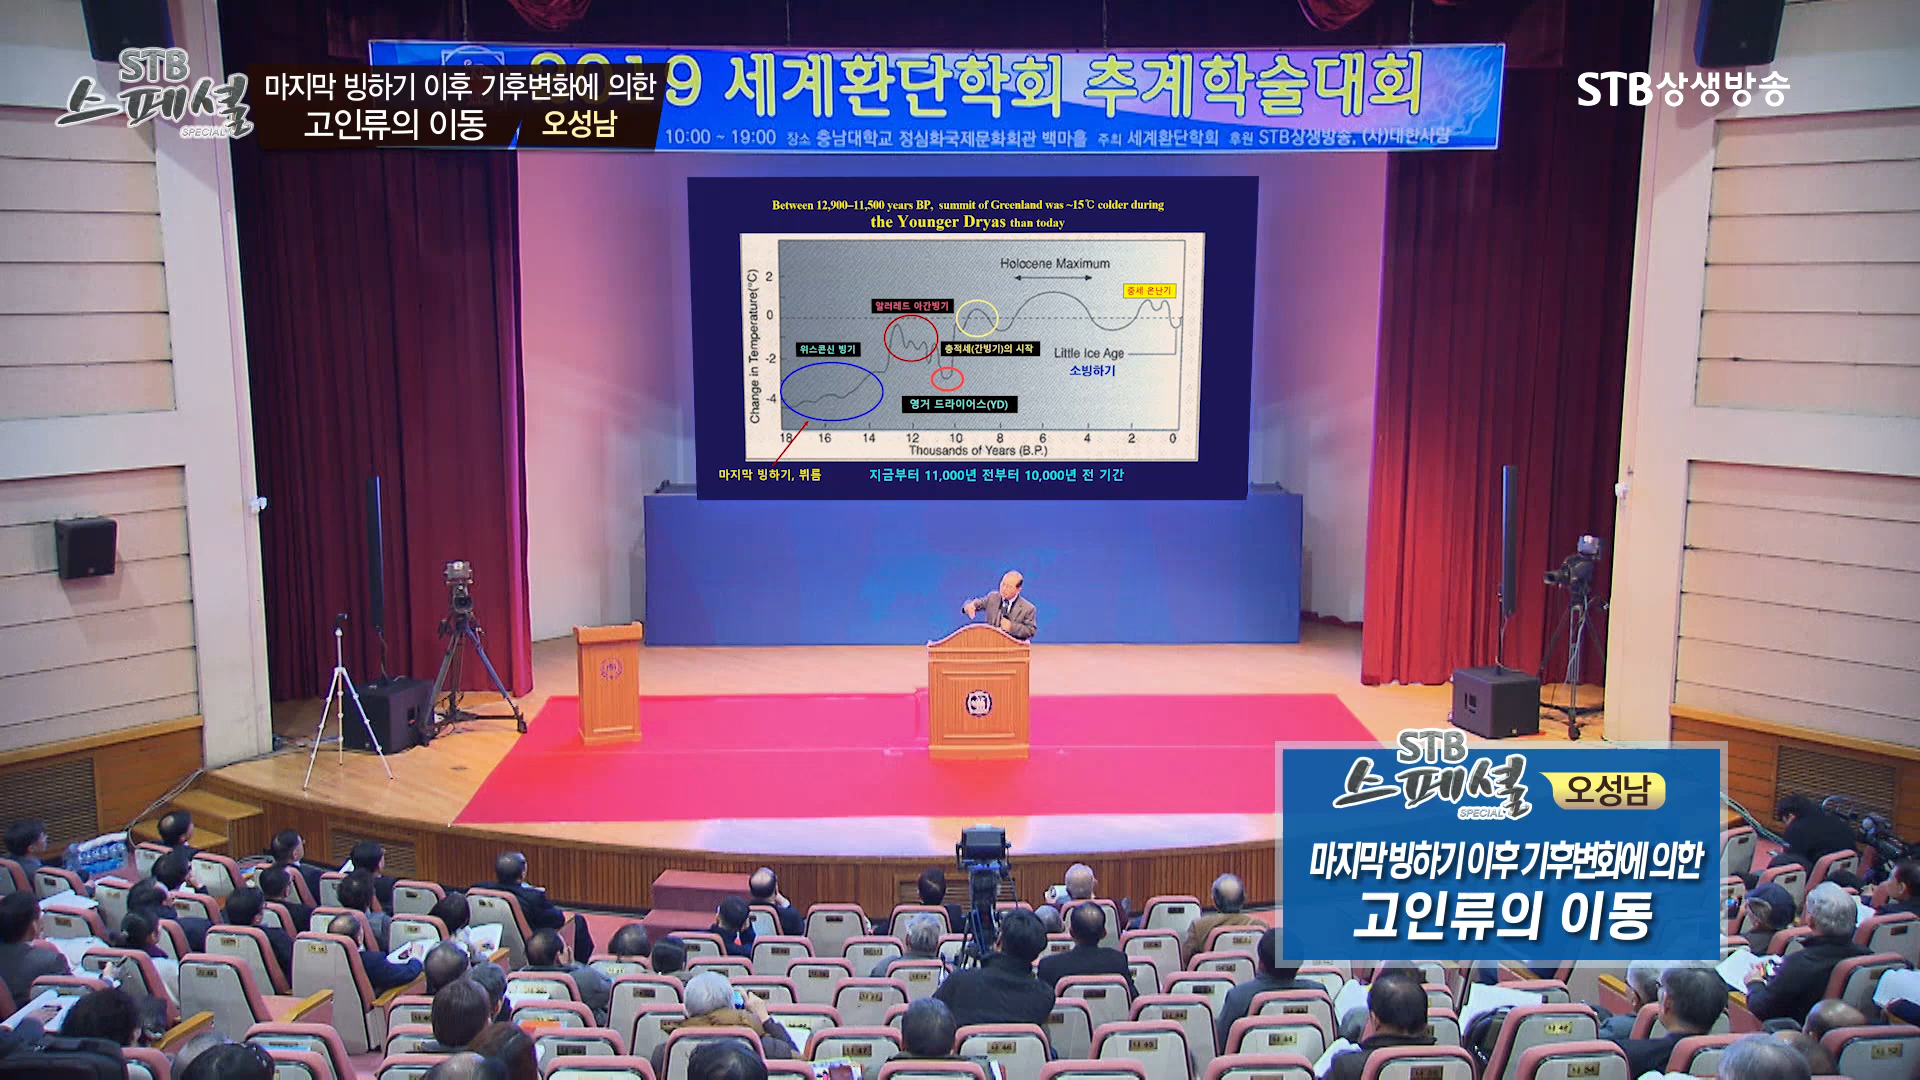 STB
스페셜
SPECIAL
마지막 빙하기 이후 기후변화에 의한
고인류의 이동
오성남
2019 세계환단학회 추계학술대회
10:00 ~ 19:00 장소 충남대학교 정심화국제문화회관 백마홀 주최 세계환단학회 후원 STB상생방송, (사)대한사랑
STB상생방송
Between 12,900–11,500 years BP, summit of Greenland was ~15℃ colder during
the Younger Dryas than today
Change in Temperature(°C)
2
0
-2
-4
Holocene Maximum
중세 온난기
알러레드 아간빙기
위스콘신 빙기
충적세(간빙기)의 시작
Little Ice Age
소빙하기
영거 드라이어스(YD)
18 16 14 12 10 8 6 4 2 0
Thousands of Years (B.P.)
마지막 빙하기, 뷔름
지금부터 11,000년 전부터 10,000년 전 기간
STB
스페셜
SPECIAL
오성남
마지막 빙하기 이후 기후변화에 의한
고인류의 이동